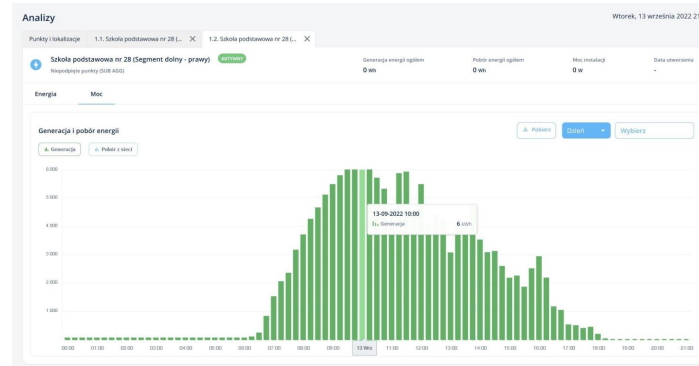 Analizy
Wtorek, 13 września 2022 21
Punkty i lokalizacje
1.1. Szkoła podstawowa nr 28 (... X
1.2. Szkoła podstawowa nr 28 (... X
Szkoła podstawowa nr 28 (Segment dolny - prawy) AKTYWNY
Niepodpięte punkty (SUB AGG)
Generacja energii ogółem
0 Wh
Pobór energii ogółem
0 Wh
Moc instalacji
0 W
Data utworzenia
-
Energia
Moc
Generacja i pobór energii
Pobierz
Dzień
Wybierz
Generacja
Pobór z sieci
6 000
5 000
4 000
3 000
2 000
1 000
13-09-2022 10:00
Generacja 6 kWh
00:00 01:00 02:00 03:00 04:00 05:00 06:00 07:00 08:00 09:00 13 Wrz 11:00 12:00 13:00 14:00 15:00 16:00 17:00 18:00 19:00 20:00 21:00